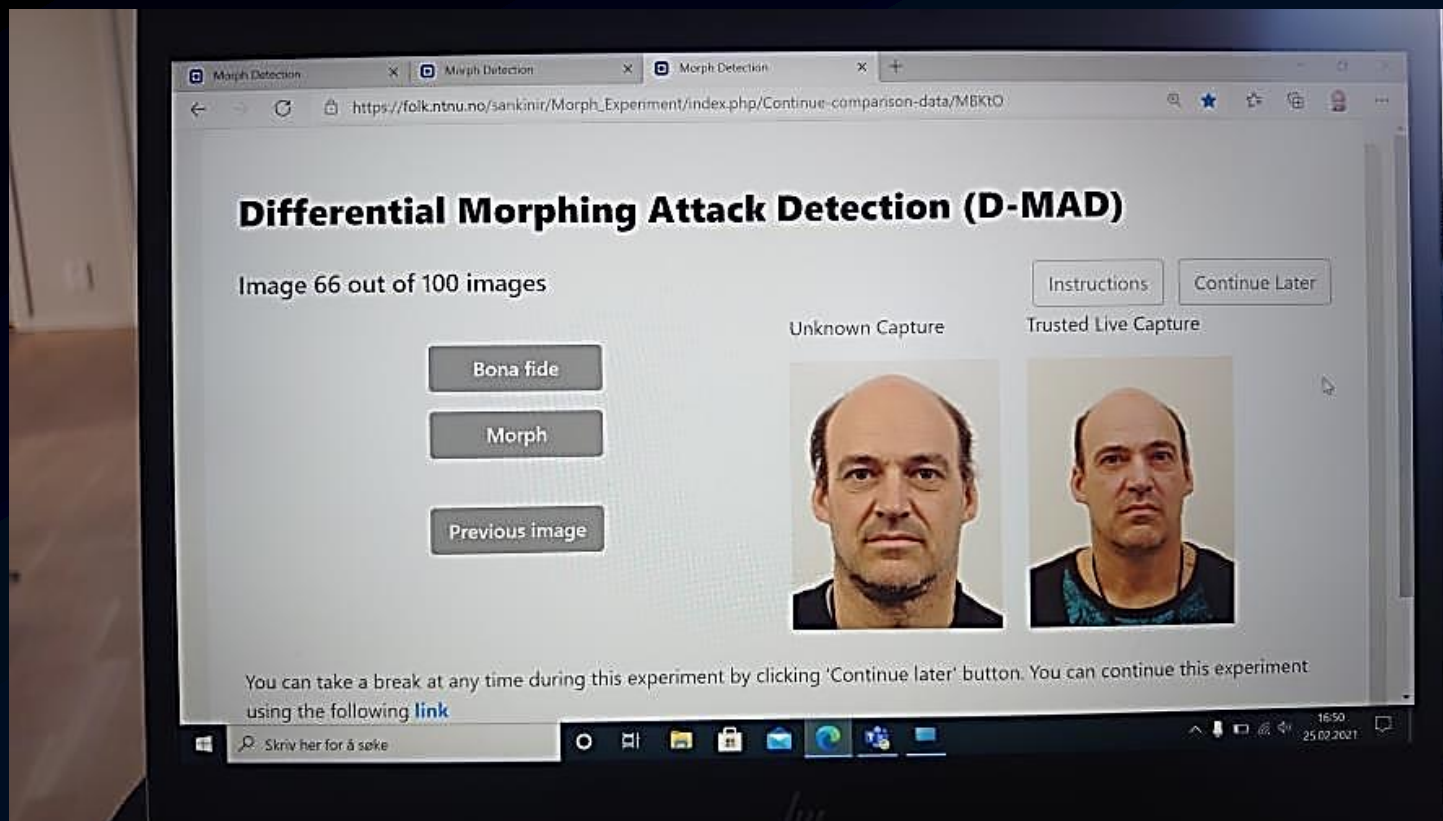 Morph Detection
Morph Detection
Morph Detection
https://folk.ntnu.no/sankinir/Morph_Experiment/index.php/Continue-comparison-data/MBKtO
Differential Morphing Attack Detection (D-MAD)
Image 66 out of 100 images
Instructions
Continue Later
Unknown Capture
Trusted Live Capture
Bona fide
Morph
Previous image
You can take a break at any time during this experiment by clicking 'Continue later' button. You can continue this experiment
using the following link
Skriv her for å søke
16:50
25.02.2021
hp